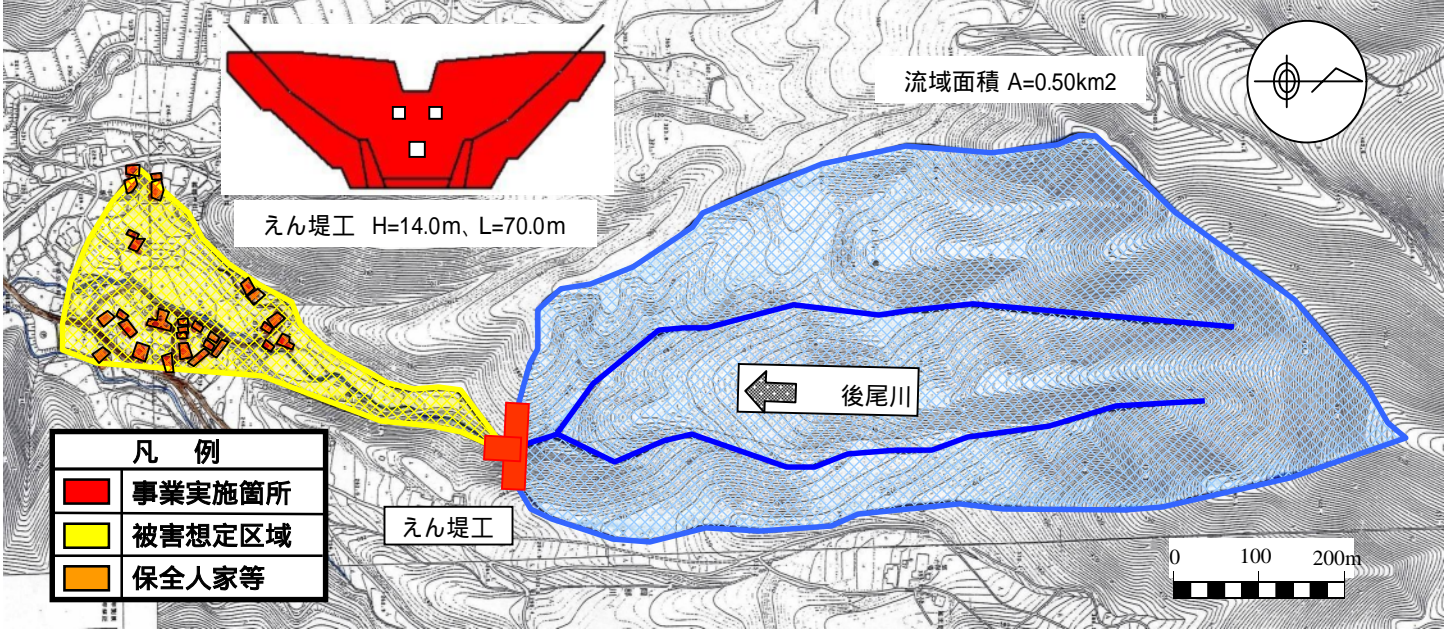 流域面積 A=0.50km2
えん堤工 H=14.0m、L=70.0m
後尾川
えん堤工
凡 例
事業実施箇所
被害想定区域
保全人家等
0 100 200m